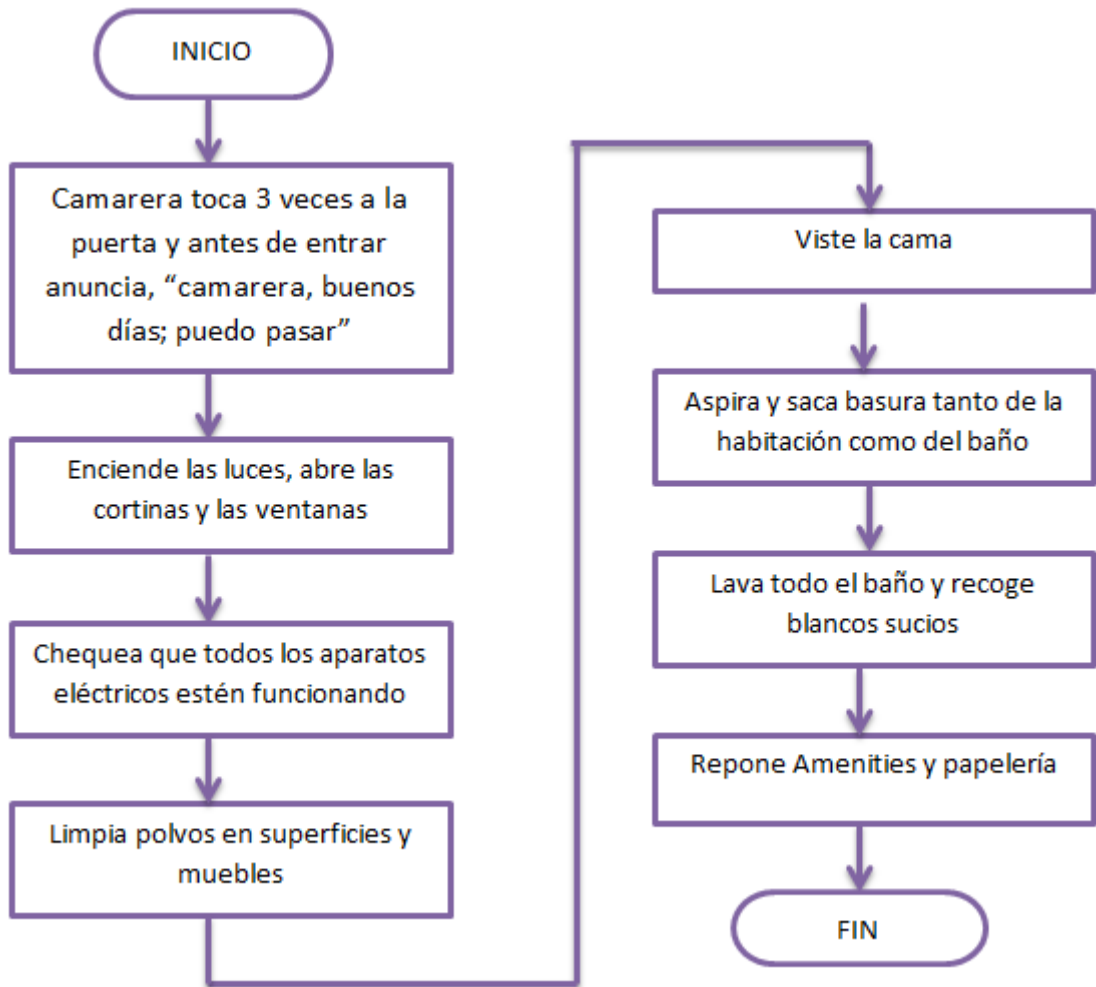 INICIO
Camarera toca 3 veces a la
puerta y antes de entrar
anuncia, “camarera, buenos
días; puedo pasar”
Enciende las luces, abre las
cortinas y las ventanas
Chequea que todos los aparatos
eléctricos estén funcionando
Limpia polvos en superficies y
muebles
Viste la cama
Aspira y saca basura tanto de la
habitación como del baño
Lava todo el baño y recoge
blancos sucios
Repone Amenities y papelería
FIN